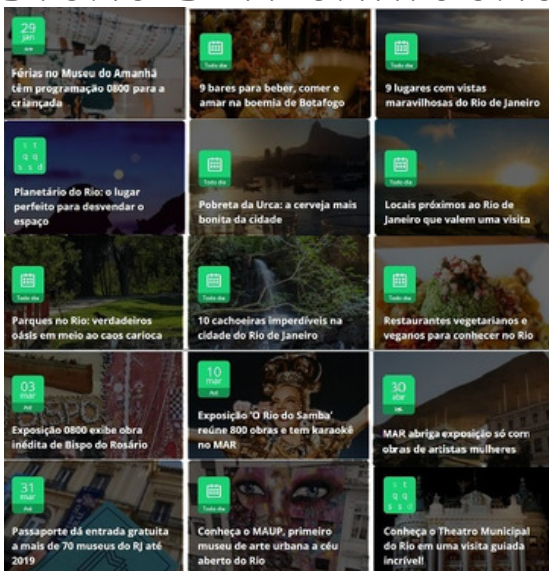 29
jan
Até
Férias no Museu do Amanhã
têm programação 0800 para a
criançada
Todo dia
9 bares para beber, comer e
amar na boemia de Botafogo
Todo dia
9 lugares com vistas
maravilhosas do Rio de Janeiro
s t
q q
s s d
Planetário do Rio: o lugar
perfeito para desvendar o
espaço
Todo dia
Pobreta da Urca: a cerveja mais
bonita da cidade
Todo dia
Locais próximos ao Rio de
Janeiro que valem uma visita
Todo dia
Parques no Rio: verdadeiros
oásis em meio ao caos carioca
Todo dia
10 cachoeiras imperdíveis na
cidade do Rio de Janeiro
Todo dia
Restaurantes vegetarianos e
veganos para conhecer no Rio
03
mar
Até
BISPO
Exposição 0800 exibe obra
inédita de Bispo do Rosário
10
mar
Até
Exposição 'O Rio do Samba'
reúne 800 obras e tem karaokê
no MAR
30
abr
MAR abriga exposição só com
obras de artistas mulheres
31
mar
Até
Passaporte dá entrada gratuita
a mais de 70 museus do RJ até
2019
Todo dia
Conheça o MAUP, primeiro
museu de arte urbana a céu
aberto do Rio
s t
q q
s s d
Conheça o Theatro Municipal
do Rio em uma visita guiada
incrível!